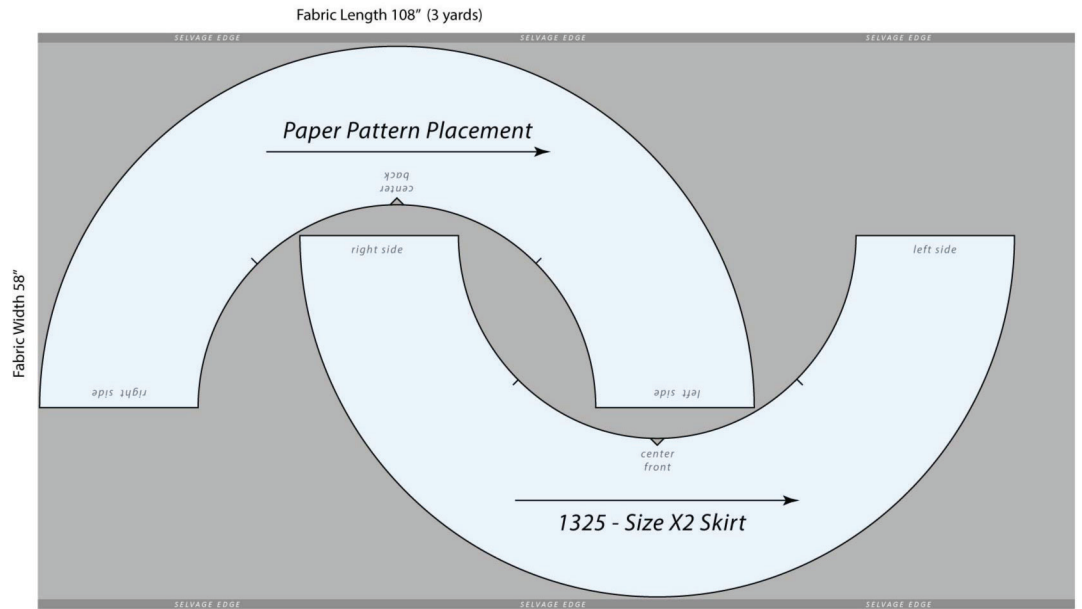 Fabric Length 108” (3 yards)
SELVAGE EDGE SELVAGE EDGE SELVAGE EDGE
Paper Pattern Placement
center
back
right side
left side
Fabric Width 58”
right side
left side
center
front
1325 - Size X2 Skirt
SELVAGE EDGE SELVAGE EDGE SELVAGE EDGE